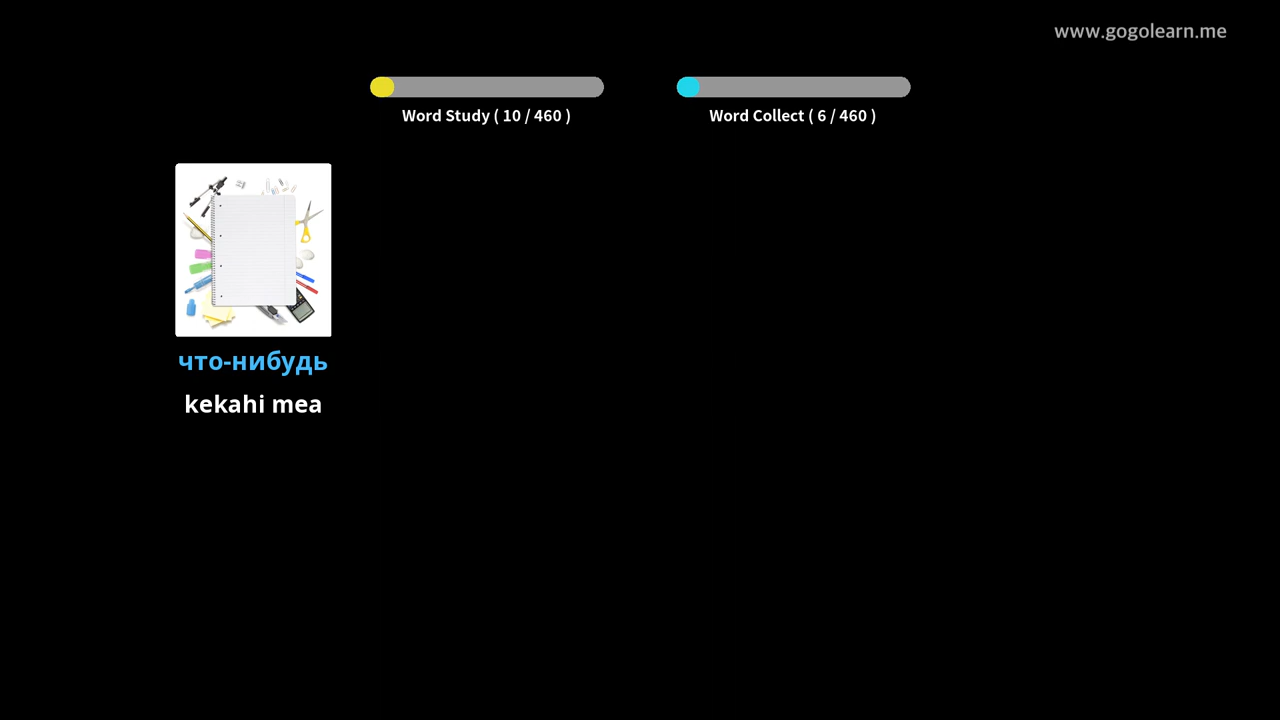 www.gogolearn.me
Word Study ( 10 / 460 )
Word Collect ( 6 / 460 )
что-нибудь
kekahi mea